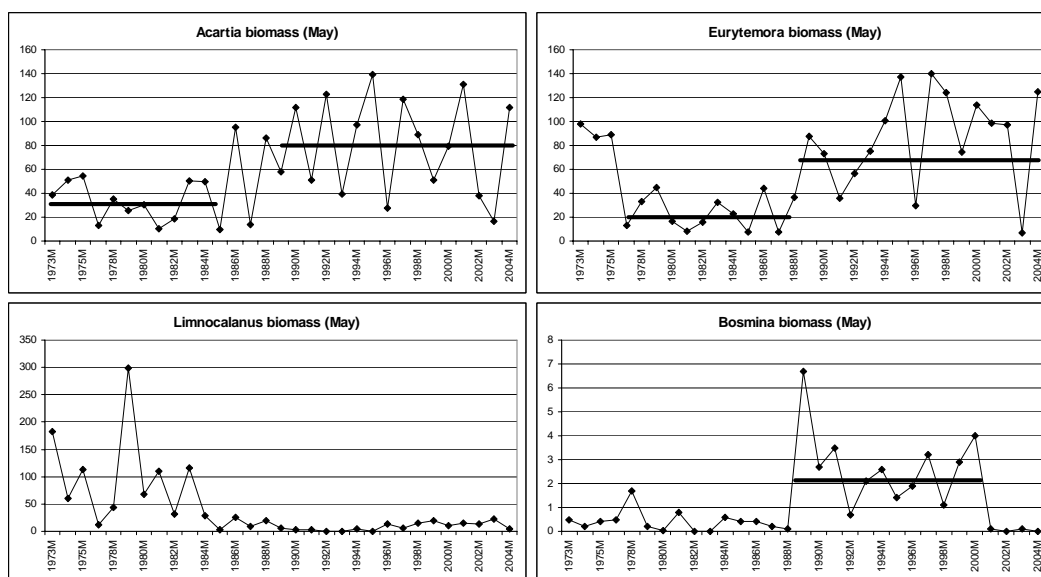 Acartia biomass (May)
160
140
120
100
80
60
40
20
0
1973M
1975M
1978M
1980M
1982M
1984M
1986M
1988M
1990M
1992M
1994M
1996M
1998M
2000M
2002M
2004M
Eurytemora biomass (May)
160
140
120
100
80
60
40
20
0
1973M
1975M
1978M
1980M
1982M
1984M
1986M
1988M
1990M
1992M
1994M
1996M
1998M
2000M
2002M
2004M
Limnocalanus biomass (May)
350
300
250
200
150
100
50
0
1973M
1975M
1978M
1980M
1982M
1984M
1986M
1988M
1990M
1992M
1994M
1996M
1998M
2000M
2002M
2004M
Bosmina biomass (May)
8
7
6
5
4
3
2
1
0
1973M
1975M
1978M
1980M
1982M
1984M
1986M
1988M
1990M
1992M
1994M
1996M
1998M
2000M
2002M
2004M